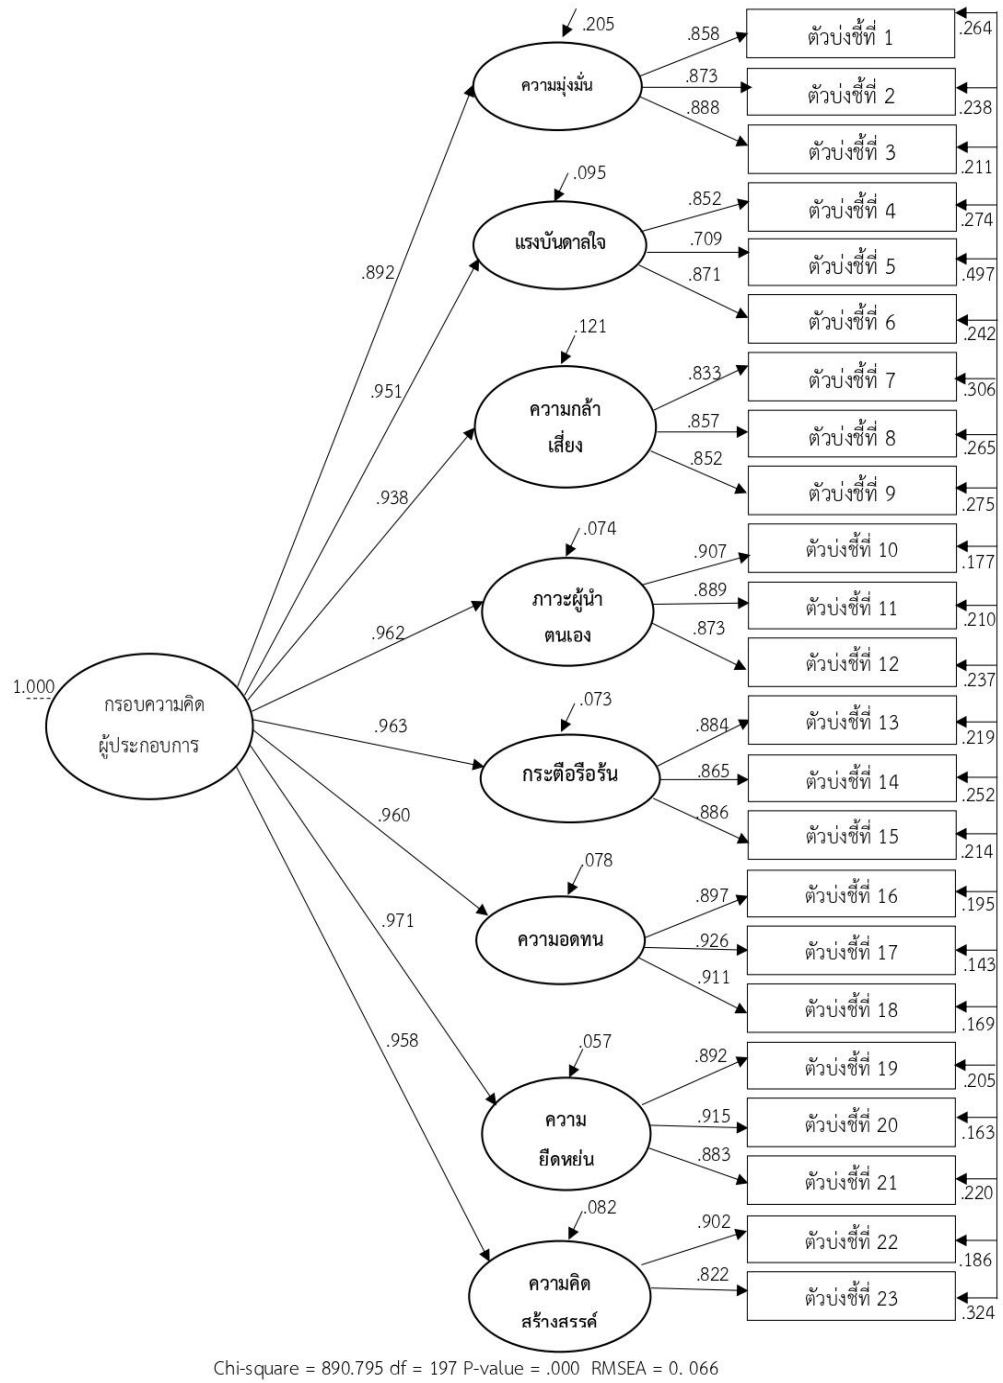 .205
.858
ตัวบ่งชี้ที่ 1
.264
ความมุ่งมั่น
.873
ตัวบ่งชี้ที่ 2
.238
.888
ตัวบ่งชี้ที่ 3
.211
.095
.852
ตัวบ่งชี้ที่ 4
.274
แรงบันดาลใจ
.709
ตัวบ่งชี้ที่ 5
.497
.892
.871
ตัวบ่งชี้ที่ 6
.242
.121
.833
ตัวบ่งชี้ที่ 7
.306
.951
ความกล้า
เสี่ยง
.857
ตัวบ่งชี้ที่ 8
.265
.852
ตัวบ่งชี้ที่ 9
.275
.938
.074
.907
ตัวบ่งชี้ที่ 10
.177
ภาวะผู้นำ
ตนเอง
.889
ตัวบ่งชี้ที่ 11
.210
.962
.873
ตัวบ่งชี้ที่ 12
.237
1.000
กรอบความคิด
ผู้ประกอบการ
.073
.963
.884
ตัวบ่งชี้ที่ 13
.219
กระตือรือร้น
.865
ตัวบ่งชี้ที่ 14
.252
.960
.886
ตัวบ่งชี้ที่ 15
.214
.078
.897
ตัวบ่งชี้ที่ 16
.195
.971
ความอดทน
.926
ตัวบ่งชี้ที่ 17
.143
.911
ตัวบ่งชี้ที่ 18
.169
.958
.057
.892
ตัวบ่งชี้ที่ 19
.205
ความ
ยืดหยุ่น
.915
ตัวบ่งชี้ที่ 20
.163
.883
ตัวบ่งชี้ที่ 21
.220
.082
.902
ตัวบ่งชี้ที่ 22
.186
ความคิด
สร้างสรรค์
.822
ตัวบ่งชี้ที่ 23
.324
Chi-square = 890.795 df = 197 P-value = .000 RMSEA = 0. 066